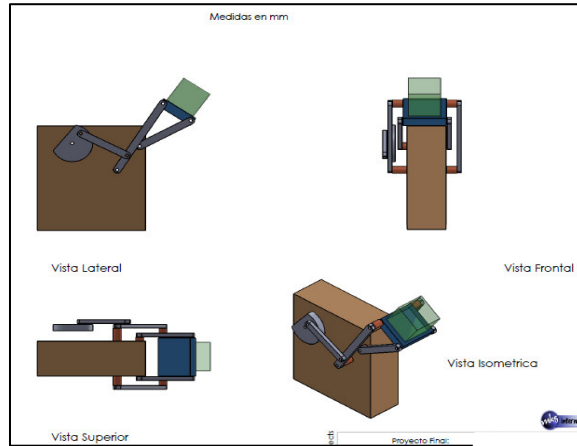 Medidas en mm
Vista Lateral
Vista Frontal
Vista Isometrica
Vista Superior
Proyecto Final: